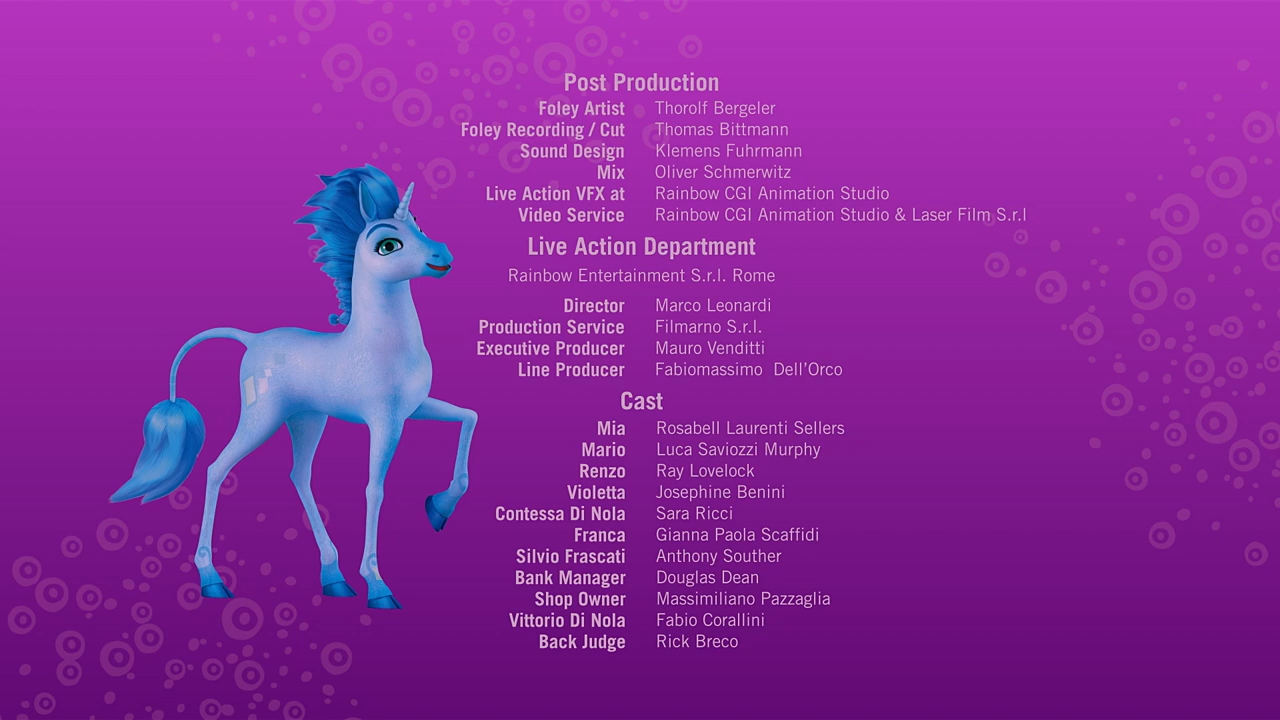 Post Production
Foley Artist Thorolf Bergeler
Foley Recording / Cut Thomas Bittmann
Sound Design Klemens Fuhrmann
Mix Oliver Schmerwitz
Live Action VFX at Rainbow CGI Animation Studio
Video Service Rainbow CGI Animation Studio & Laser Film S.r.l
Live Action Department
Rainbow Entertainment S.r.l. Rome
Director Marco Leonardi
Production Service Filmarno S.r.l.
Executive Producer Mauro Venditti
Line Producer Fabiomassimo Dell'Orco
Cast
Mia Rosabell Laurenti Sellers
Mario Luca Saviozzi Murphy
Renzo Ray Lovelock
Violetta Josephine Benini
Contessa Di Nola Sara Ricci
Franca Gianna Paola Scaffidi
Silvio Frascati Anthony Souther
Bank Manager Douglas Dean
Shop Owner Massimiliano Pazzaglia
Vittorio Di Nola Fabio Corallini
Back Judge Rick Breco